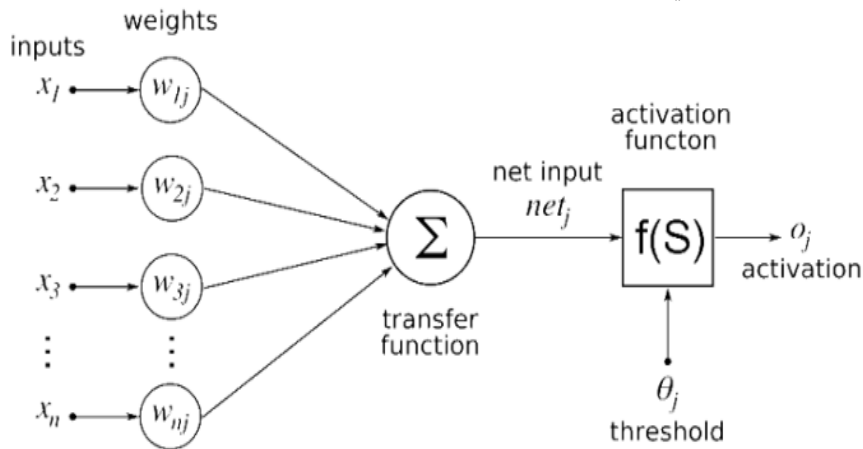 weights
inputs
x₁
w₁ⱼ
activation
functon
x₂
w₂ⱼ
net input
netⱼ
Σ
f(S)
oⱼ
activation
x₃
w₃ⱼ
transfer
function
⋮
⋮
θⱼ
threshold
xₙ
wₙⱼ